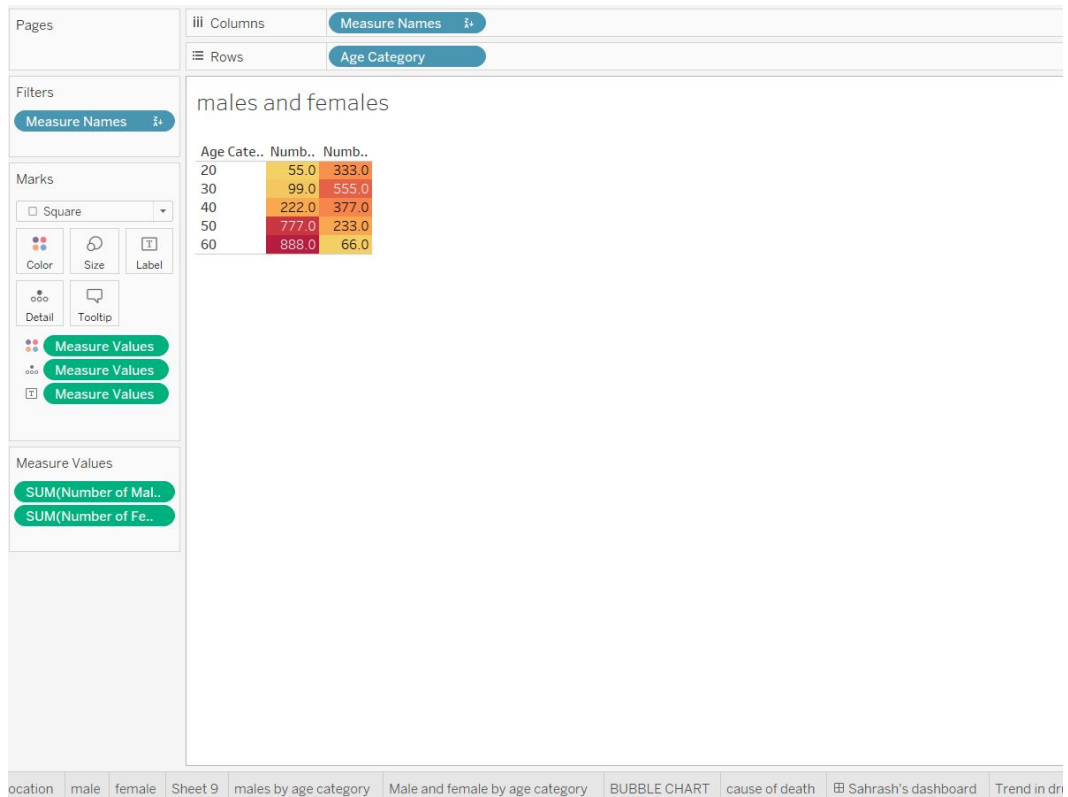 Pages
iii Columns
Measure Names
Rows
Age Category
Filters
Measure Names
males and females
Age Cate.. Numb.. Numb..
20 55.0 333.0
30 99.0 555.0
40 222.0 377.0
50 777.0 233.0
60 888.0 66.0
Marks
Square
Color Size Label
Detail Tooltip
Measure Values
Measure Values
Measure Values
Measure Values
SUM(Number of Mal..
SUM(Number of Fe..
ocation male female Sheet 9 males by age category Male and female by age category BUBBLE CHART cause of death Sahrash's dashboard Trend in dr